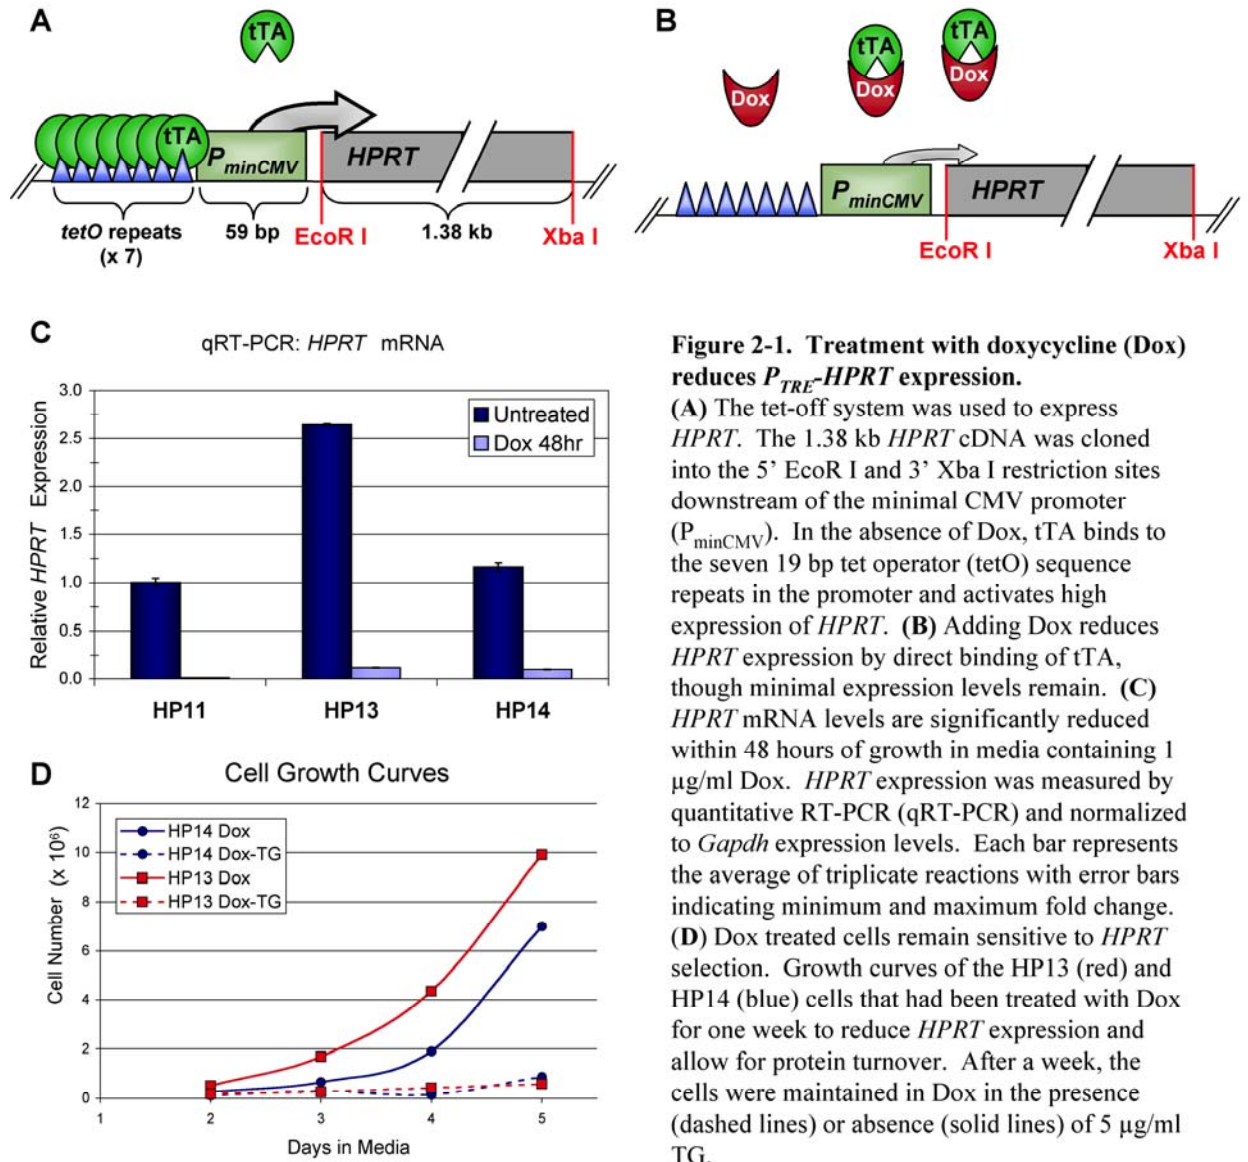 A
tTA
tTA
P_minCMV
HPRT
tetO repeats
(x 7)
59 bp
EcoR I
1.38 kb
Xba I
B
tTA
Dox
tTA
Dox
Dox
P_minCMV
HPRT
EcoR I
Xba I
C
qRT-PCR: HPRT mRNA
Relative HPRT Expression
3.0
2.5
2.0
1.5
1.0
0.5
0.0
Untreated
Dox 48hr
HP11
HP13
HP14
D
Cell Growth Curves
Cell Number (x 10⁶)
12
10
8
6
4
2
0
HP14 Dox
HP14 Dox-TG
HP13 Dox
HP13 Dox-TG
1
2
3
4
5
Days in Media
Figure 2-1. Treatment with doxycycline (Dox)
reduces P_TRE-HPRT expression.
(A) The tet-off system was used to express
HPRT. The 1.38 kb HPRT cDNA was cloned
into the 5' EcoR I and 3' Xba I restriction sites
downstream of the minimal CMV promoter
(P_minCMV). In the absence of Dox, tTA binds to
the seven 19 bp tet operator (tetO) sequence
repeats in the promoter and activates high
expression of HPRT. (B) Adding Dox reduces
HPRT expression by direct binding of tTA,
though minimal expression levels remain. (C)
HPRT mRNA levels are significantly reduced
within 48 hours of growth in media containing 1
µg/ml Dox. HPRT expression was measured by
quantitative RT-PCR (qRT-PCR) and normalized
to Gapdh expression levels. Each bar represents
the average of triplicate reactions with error bars
indicating minimum and maximum fold change.
(D) Dox treated cells remain sensitive to HPRT
selection. Growth curves of the HP13 (red) and
HP14 (blue) cells that had been treated with Dox
for one week to reduce HPRT expression and
allow for protein turnover. After a week, the
cells were maintained in Dox in the presence
(dashed lines) or absence (solid lines) of 5 µg/ml
TG.